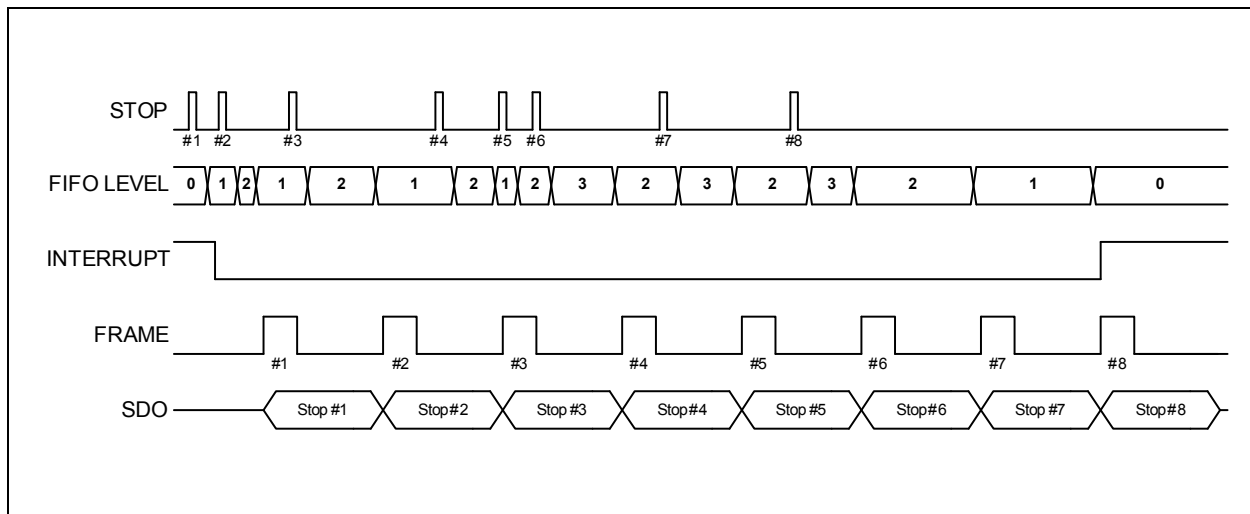 STOP
#1 #2 #3 #4 #5 #6 #7 #8
FIFO LEVEL 0 1 2 1 2 1 2 1 2 3 2 3 2 3 2 1 0
INTERRUPT
FRAME
#1 #2 #3 #4 #5 #6 #7 #8
SDO Stop #1 Stop #2 Stop #3 Stop #4 Stop #5 Stop #6 Stop #7 Stop #8